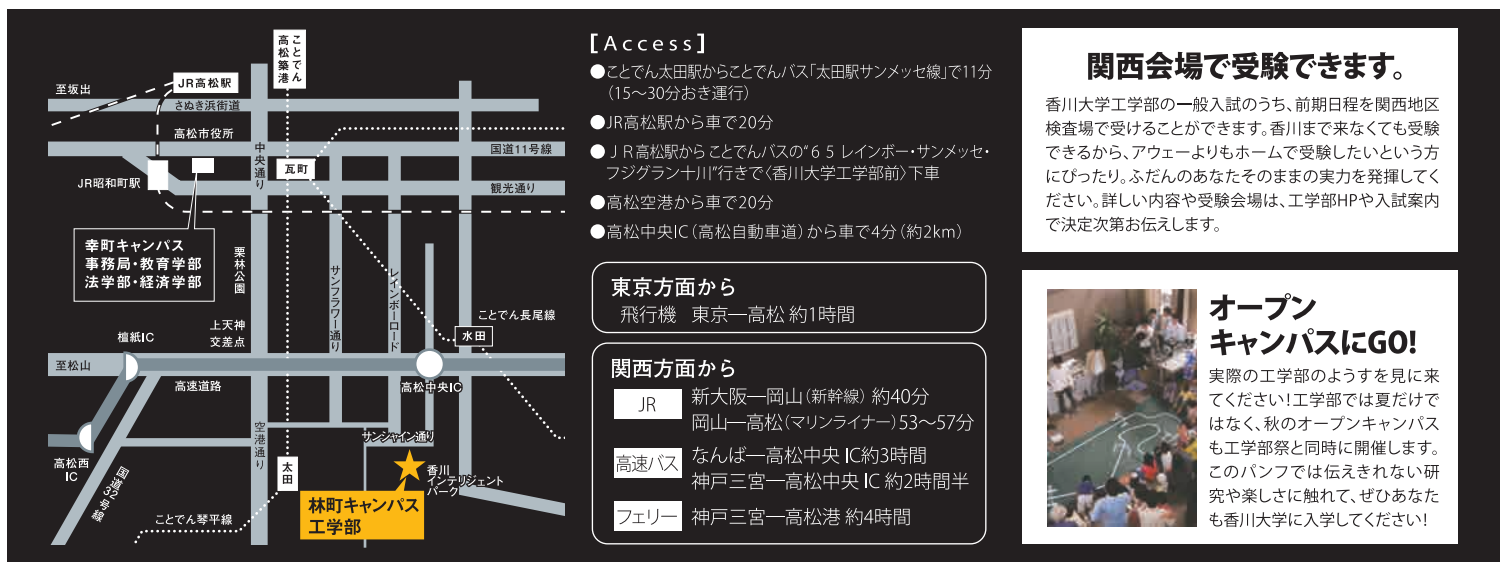 ことでん
高松築港
JR高松駅
至坂出
さぬき浜街道
高松市役所
中央通り
国道11号線
瓦町
JR昭和町駅
観光通り
幸町キャンパス
事務局・教育学部
法学部・経済学部
栗林公園
サンフラワー通り
レインボーロード
上天神
交差点
ことでん長尾線
水田
檀紙IC
至松山
高速道路
高松中央IC
サンシャイン通り
空港通り
高松西
IC
国道32号線
太田
香川
インテリジェント
パーク
林町キャンパス
工学部
ことでん琴平線
[Access]
●ことでん太田駅からことでんバス「太田駅サンメッセ線」で11分
（15〜30分おき運行）
●JR高松駅から車で20分
●ＪＲ高松駅からことでんバスの“６５ レインボー・サンメッセ・
フジグラン十川”行きで〈香川大学工学部前〉下車
●高松空港から車で20分
●高松中央IC（高松自動車道）から車で4分（約2km）
東京方面から
飛行機 東京―高松 約1時間
関西方面から
JR 新大阪―岡山（新幹線）約40分
岡山―高松（マリンライナー）53〜57分
高速バス なんば―高松中央 IC約3時間
神戸三宮―高松中央 IC 約2時間半
フェリー 神戸三宮―高松港 約4時間
関西会場で受験できます。
香川大学工学部の一般入試のうち、前期日程を関西地区
検査場で受けることができます。香川まで来なくても受験
できるから、アウェーよりもホームで受験したいという方
にぴったり。ふだんのあなたそのままの実力を発揮してく
ださい。詳しい内容や受験会場は、工学部HPや入試案内
で決定次第お伝えします。
オープン
キャンパスにGO!
実際の工学部のようすを見に来
てください！工学部では夏だけで
はなく、秋のオープンキャンパス
も工学部祭と同時に開催します。
このパンフでは伝えきれない研
究や楽しさに触れて、ぜひあなた
も香川大学に入学してください！